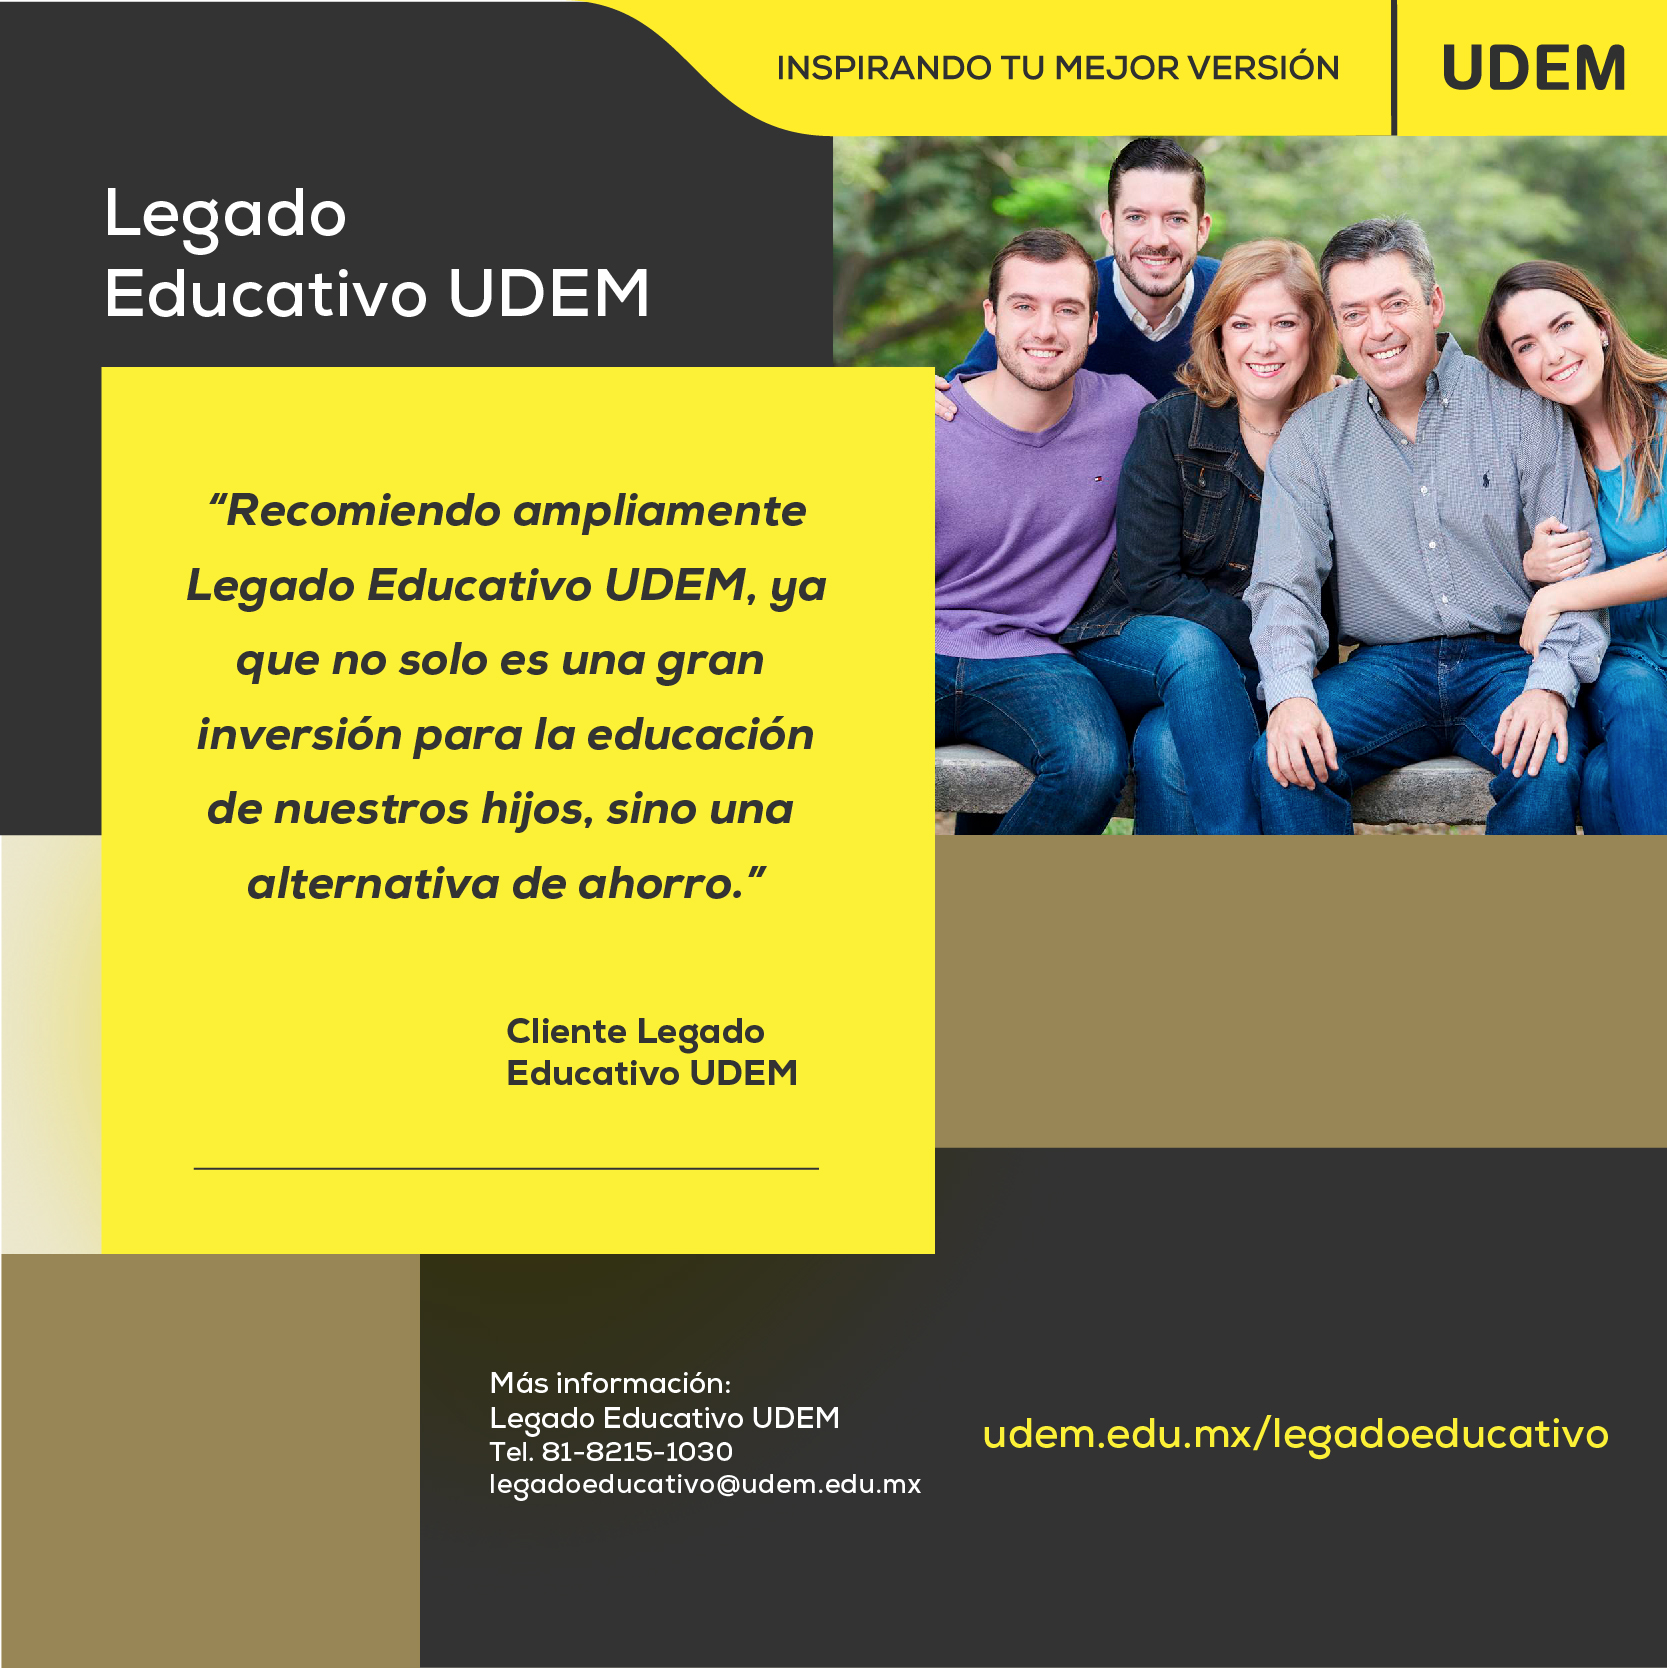 INSPIRANDO TU MEJOR VERSIÓN
UDEM
Legado
Educativo UDEM
“Recomiendo ampliamente
Legado Educativo UDEM, ya
que no solo es una gran
inversión para la educación
de nuestros hijos, sino una
alternativa de ahorro.”
Cliente Legado
Educativo UDEM
Más información:
Legado Educativo UDEM
Tel. 81-8215-1030
legadoeducativo@udem.edu.mx
udem.edu.mx/legadoeducativo